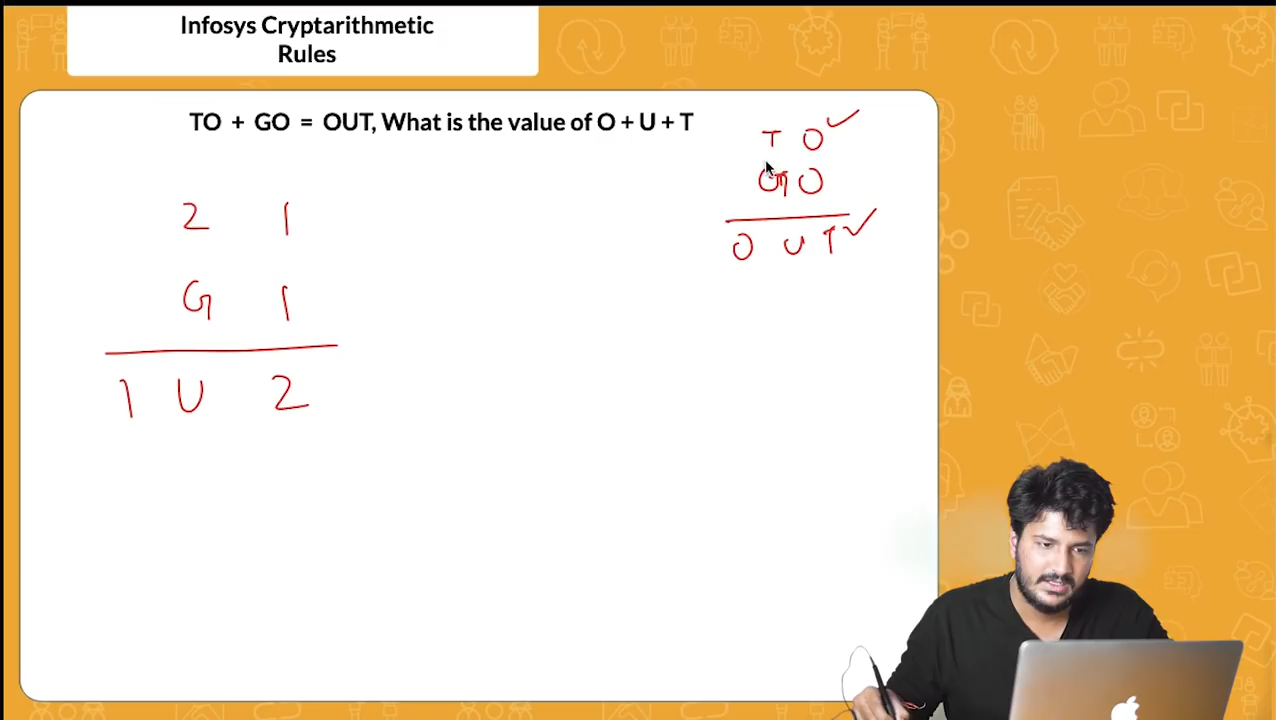 Infosys Cryptarithmetic
Rules
TO + GO = OUT, What is the value of O + U + T
T O
G O
O U T
2 1
G 1
1 U 2